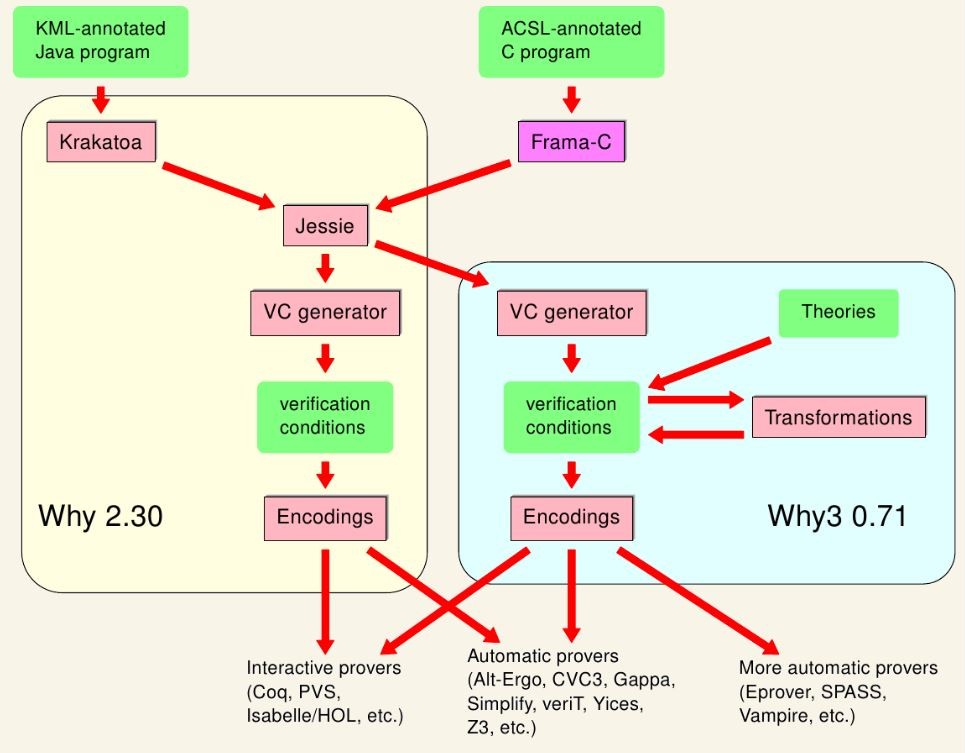 KML-annotated
Java program
ACSL-annotated
C program
Krakatoa
Frama-C
Jessie
VC generator
VC generator
Theories
verification
conditions
verification
conditions
Transformations
Why 2.30
Encodings
Encodings
Why3 0.71
Interactive provers
(Coq, PVS,
Isabelle/HOL, etc.)
Automatic provers
(Alt-Ergo, CVC3, Gappa,
Simplify, veriT, Yices,
Z3, etc.)
More automatic provers
(Eprover, SPASS,
Vampire, etc.)